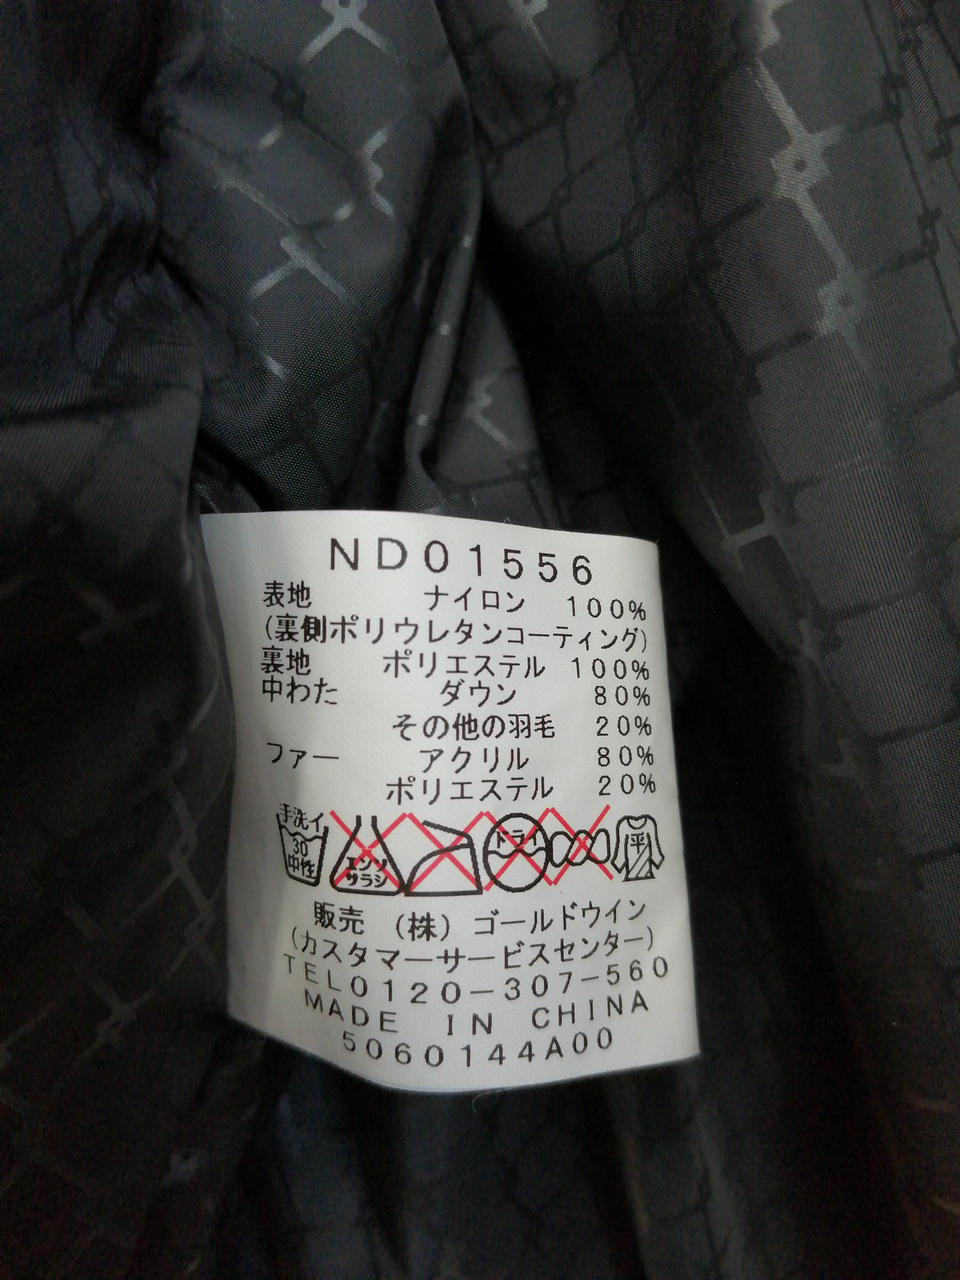 ND01556
表地 ナイロン 100%
(裏側ポリウレタンコーティング)
裏地 ポリエステル 100%
中わた ダウン 80%
その他の羽毛 20%
ファー アクリル 80%
ポリエステル 20%
手洗イ 30 中性 エンソサラシ ドライ 平
販売 (株) ゴールドウイン
(カスタマーサービスセンター)
TEL0120-307-560
MADE IN CHINA
5060144A00